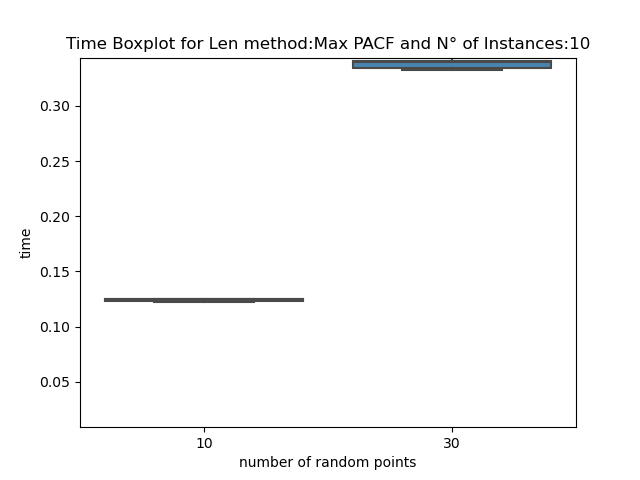 Time Boxplot for Len method:Max PACF and N° of Instances:10
0.30
0.25
0.20
0.15
0.10
0.05
time
10 30
number of random points